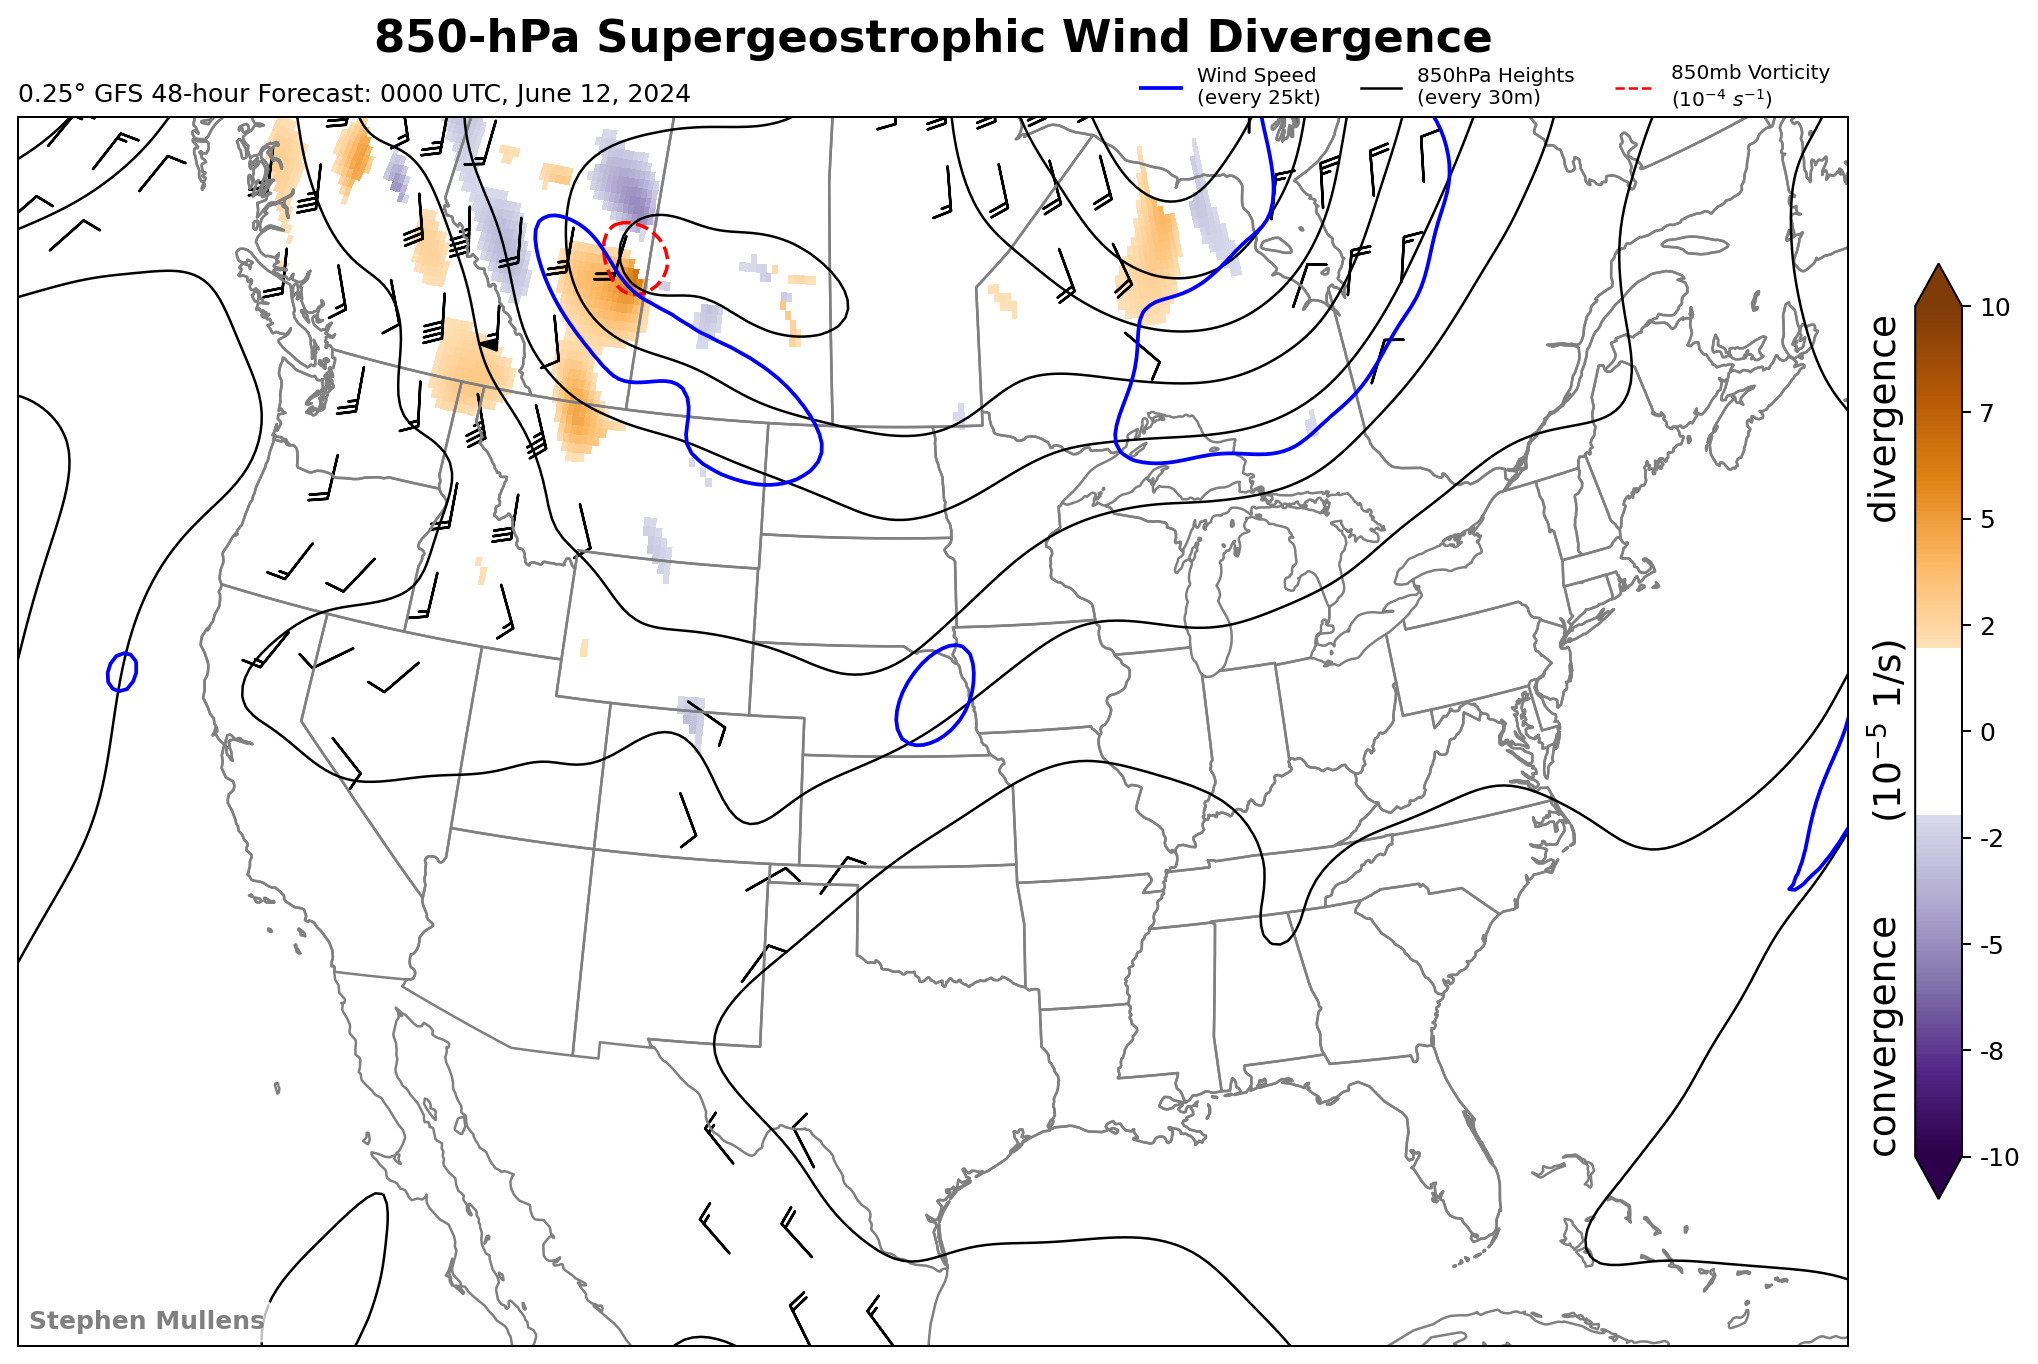 850-hPa Supergeostrophic Wind Divergence
0.25° GFS 48-hour Forecast: 0000 UTC, June 12, 2024
Wind Speed
(every 25kt)
850hPa Heights
(every 30m)
850mb Vorticity
(10⁻⁴ s⁻¹)
10
7
5
2
0
-2
-5
-8
-10
convergence (10⁻⁵ 1/s) divergence
Stephen Mullens